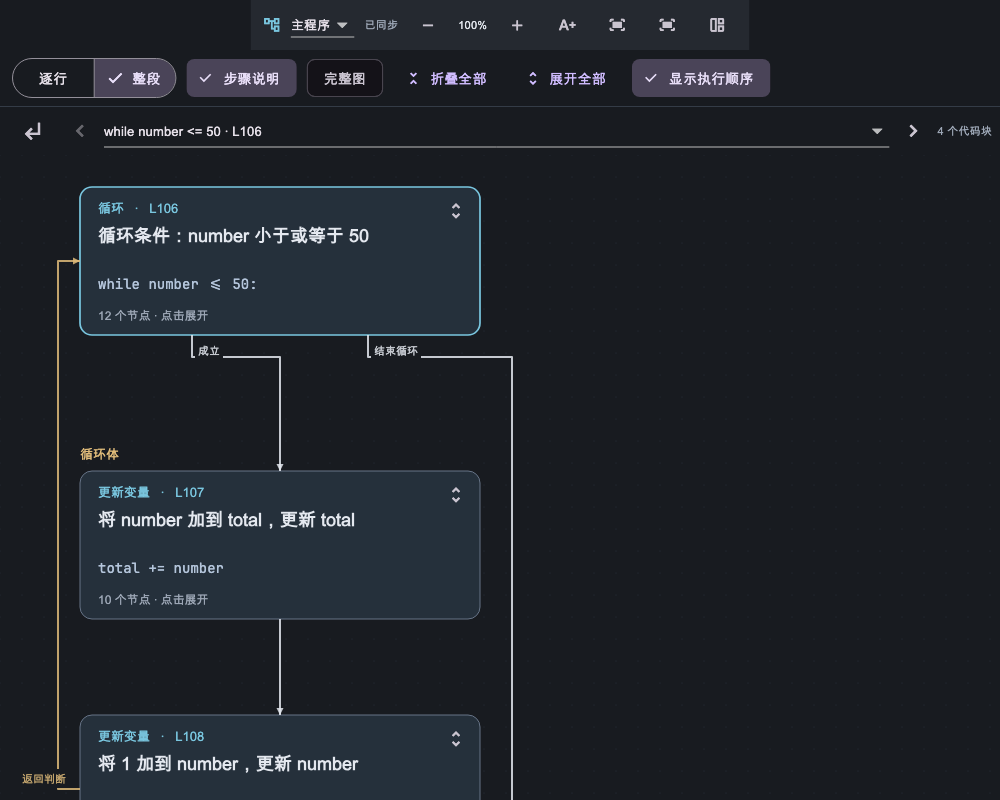 主程序 已同步 − 100% + A+
逐行 整段 步骤说明 完整图 折叠全部 展开全部 显示执行顺序
while number <= 50 · L106 4 个代码块
循环 · L106
循环条件：number 小于或等于 50
while number ⩽ 50:
12 个节点 · 点击展开
成立 结束循环
循环体
更新变量 · L107
将 number 加到 total，更新 total
total += number
10 个节点 · 点击展开
更新变量 · L108
将 1 加到 number，更新 number
返回判断